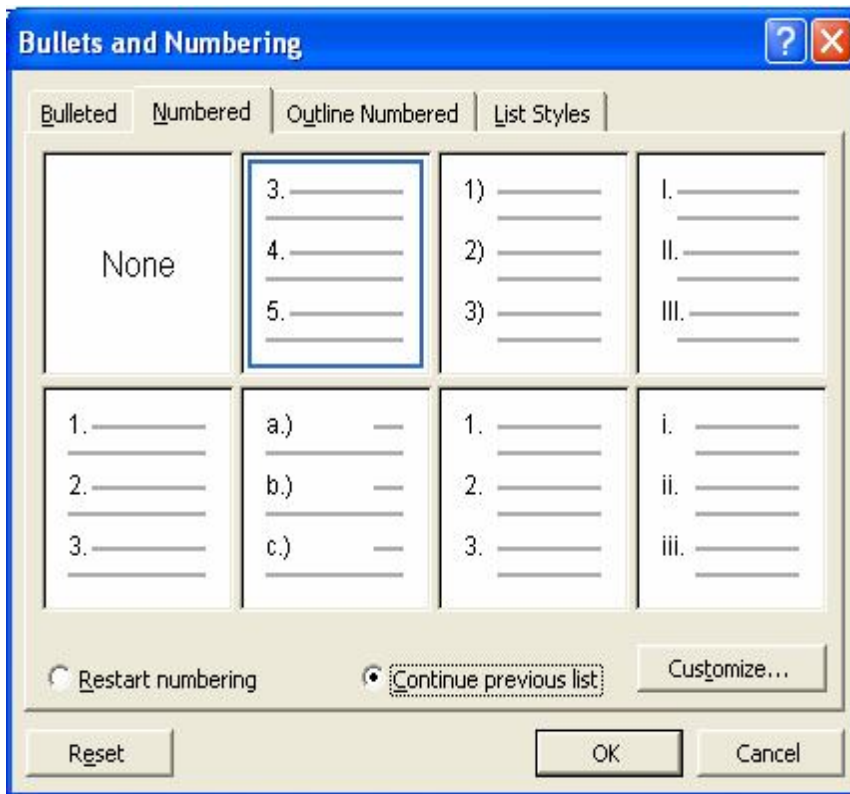 Bullets and Numbering
Bulleted Numbered Outline Numbered List Styles
None
3.
4.
5.
1)
2)
3)
I.
II.
III.
1.
2.
3.
a.)
b.)
c.)
1.
2.
3.
i.
ii.
iii.
Restart numbering Continue previous list Customize...
Reset OK Cancel